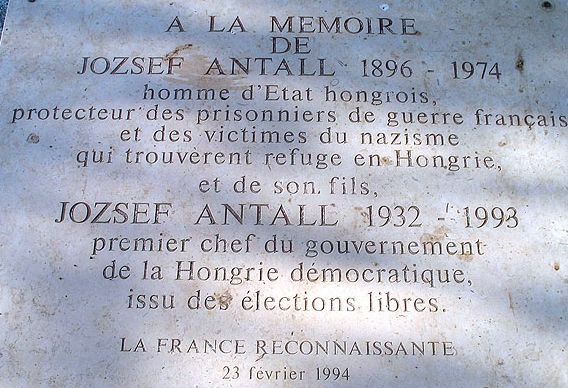 A LA MEMOIRE
DE
JOZSEF ANTALL 1896 - 1974
homme d'Etat hongrois,
protecteur des prisonniers de guerre français
et des victimes du nazisme
qui trouvèrent refuge en Hongrie,
et de son fils,
JOZSEF ANTALL 1932 - 1993
premier chef du gouvernement
de la Hongrie démocratique,
issu des élections libres.
LA FRANCE RECONNAISSANTE
23 février 1994